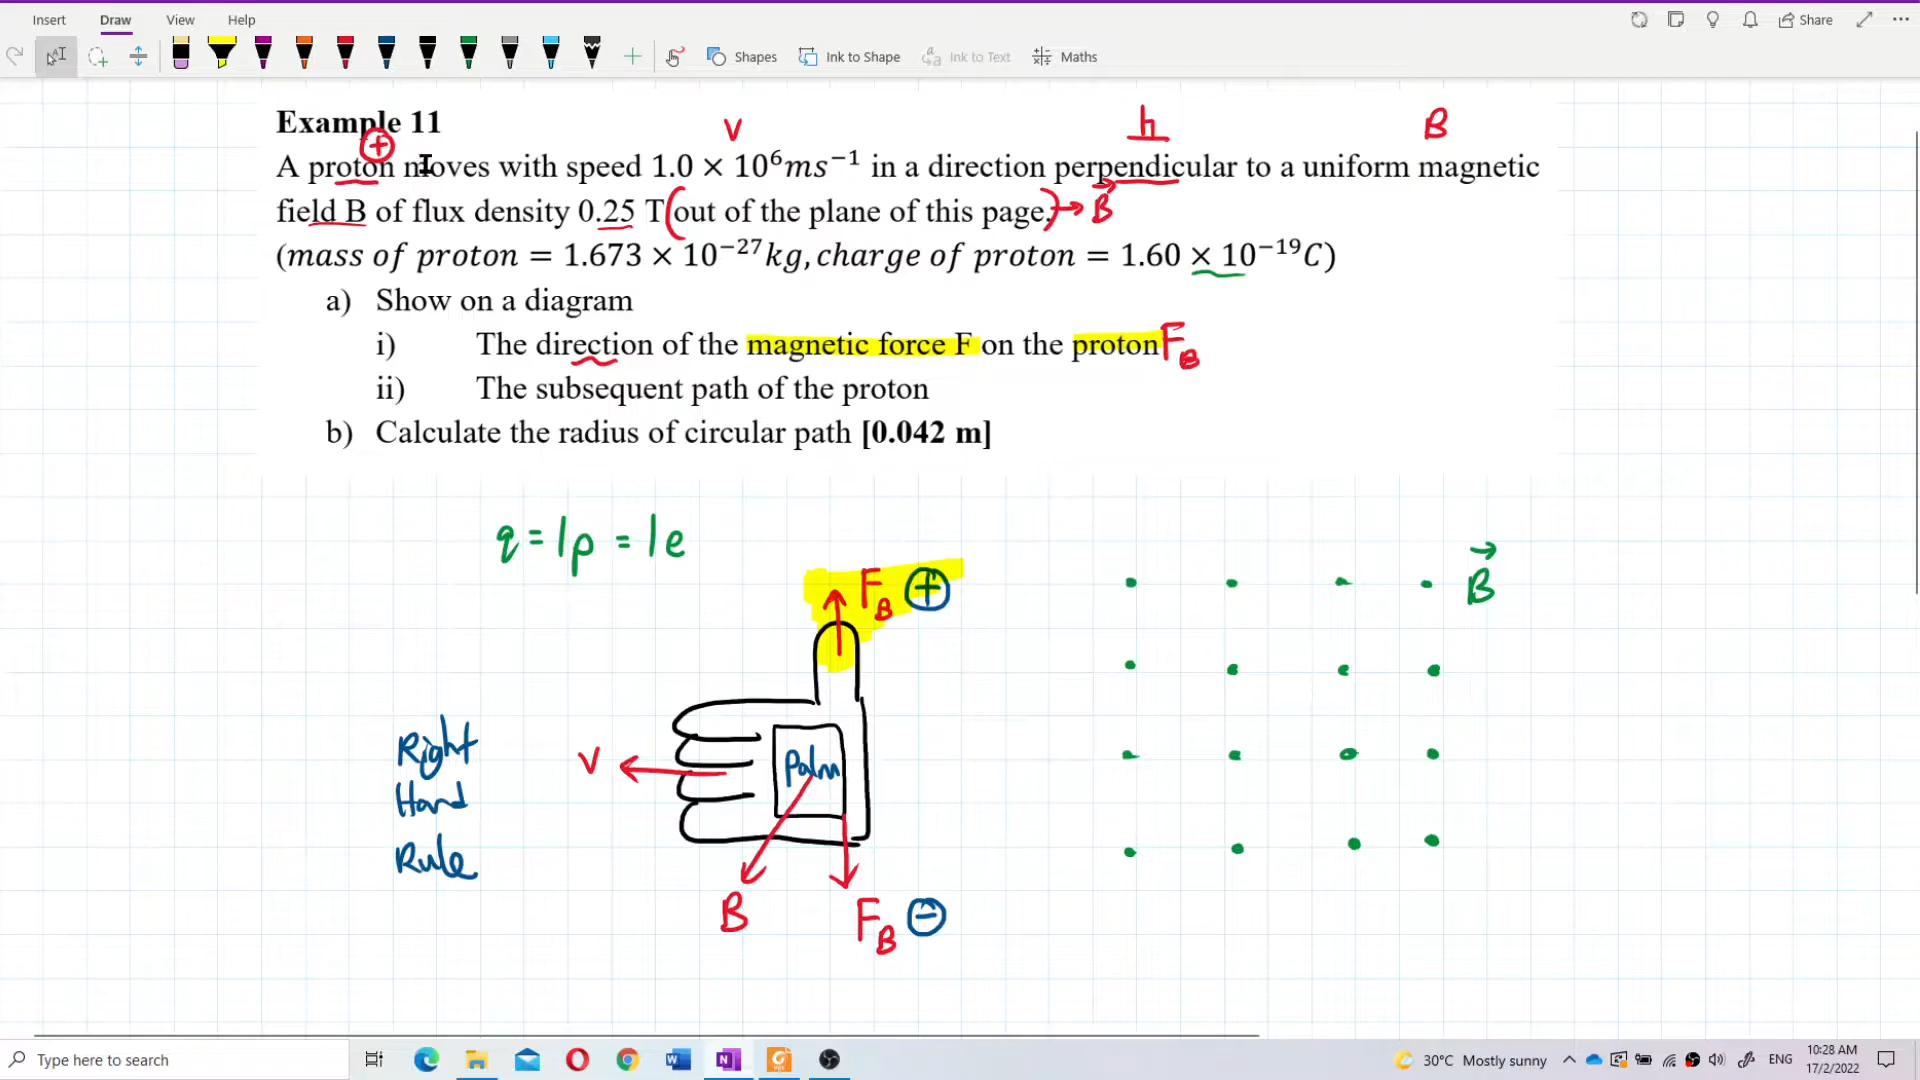 Insert Draw View Help
Share
Shapes Ink to Shape Ink to Text Maths
Example 11
+ V h B
A proton moves with speed 1.0 × 10⁶ms⁻¹ in a direction perpendicular to a uniform magnetic
field B of flux density 0.25 T (out of the plane of this page.) → B
(mass of proton = 1.673 × 10⁻²⁷kg, charge of proton = 1.60 × 10⁻¹⁹C)
a) Show on a diagram
i) The direction of the magnetic force F on the proton F_B
ii) The subsequent path of the proton
b) Calculate the radius of circular path [0.042 m]
q = 1p = 1e
F_B +
B
Right
Hand
Rule
V
Palm
B
F_B −
Type here to search
30°C Mostly sunny
ENG
10:28 AM
17/2/2022